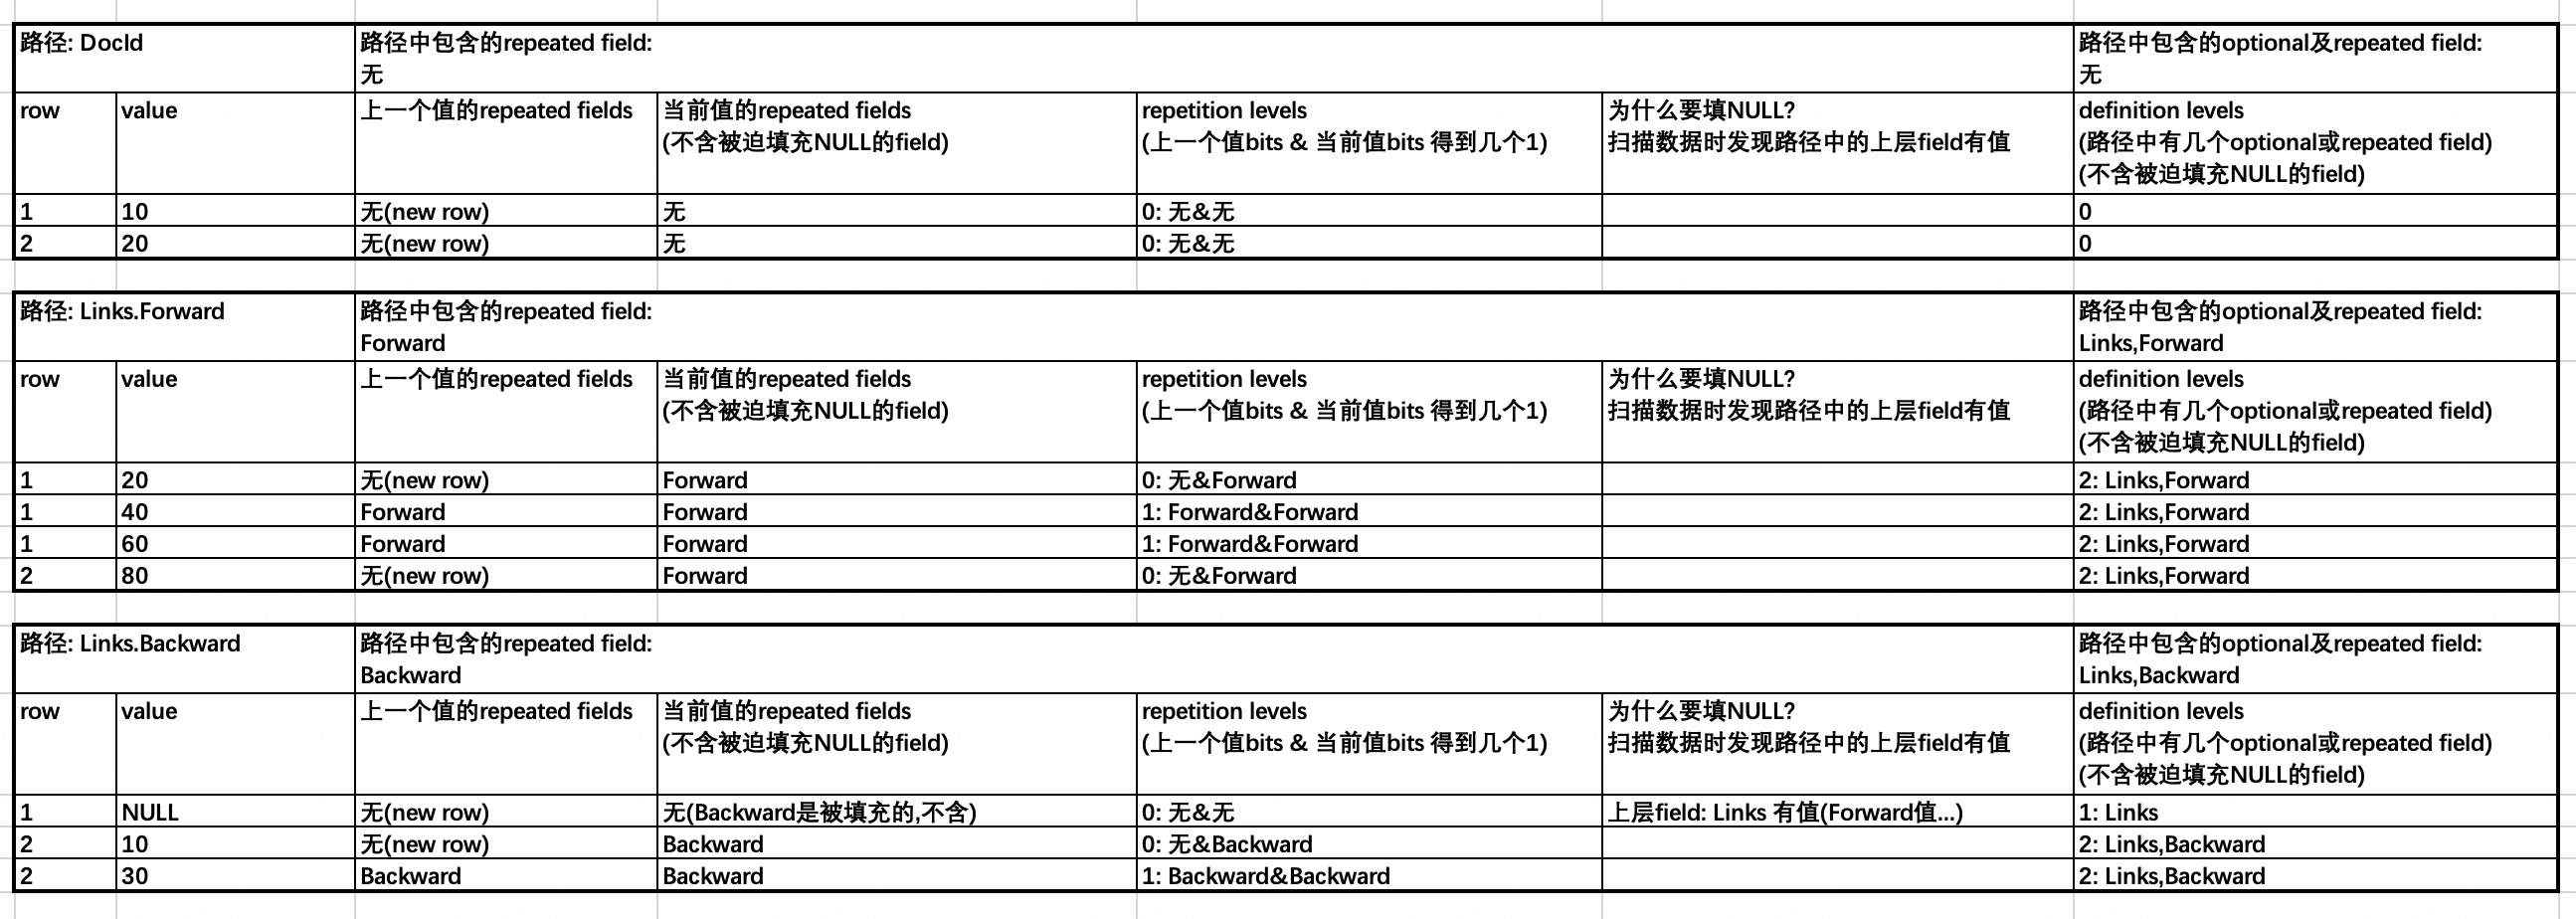 路径: DocId
路径中包含的repeated field:
无
路径中包含的optional及repeated field:
无
row
value
上一个值的repeated fields
当前值的repeated fields
(不含被迫填充NULL的field)
repetition levels
(上一个值bits & 当前值bits 得到几个1)
为什么要填NULL?
扫描数据时发现路径中的上层field有值
definition levels
(路径中有几个optional或repeated field)
(不含被迫填充NULL的field)
1 10 无(new row) 无 0: 无&无 0
2 20 无(new row) 无 0: 无&无 0
路径: Links.Forward
路径中包含的repeated field:
Forward
路径中包含的optional及repeated field:
Links,Forward
row
value
上一个值的repeated fields
当前值的repeated fields
(不含被迫填充NULL的field)
repetition levels
(上一个值bits & 当前值bits 得到几个1)
为什么要填NULL?
扫描数据时发现路径中的上层field有值
definition levels
(路径中有几个optional或repeated field)
(不含被迫填充NULL的field)
1 20 无(new row) Forward 0: 无&Forward 2: Links,Forward
1 40 Forward Forward 1: Forward&Forward 2: Links,Forward
1 60 Forward Forward 1: Forward&Forward 2: Links,Forward
2 80 无(new row) Forward 0: 无&Forward 2: Links,Forward
路径: Links.Backward
路径中包含的repeated field:
Backward
路径中包含的optional及repeated field:
Links,Backward
row
value
上一个值的repeated fields
当前值的repeated fields
(不含被迫填充NULL的field)
repetition levels
(上一个值bits & 当前值bits 得到几个1)
为什么要填NULL?
扫描数据时发现路径中的上层field有值
definition levels
(路径中有几个optional或repeated field)
(不含被迫填充NULL的field)
1 NULL 无(new row) 无(Backward是被填充的,不含) 0: 无&无 上层field: Links 有值(Forward值...) 1: Links
2 10 无(new row) Backward 0: 无&Backward 2: Links,Backward
2 30 Backward Backward 1: Backward&Backward 2: Links,Backward